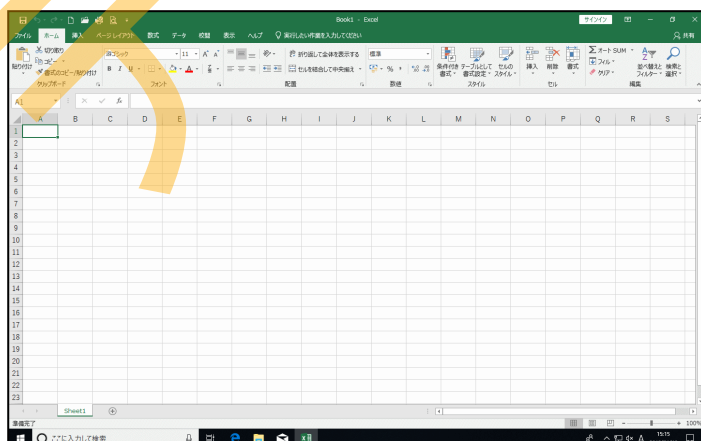 Book1 - Excel
サインイン
ファイル ホーム 挿入 ページレイアウト 数式 データ 校閲 表示 ヘルプ 実行したい作業を入力してください 共有
切り取り
コピー
書式のコピー/貼り付け
貼り付け
クリップボード
游ゴシック 11
B I U
フォント
折り返して全体を表示する
セルを結合して中央揃え
配置
標準
数値
条件付き書式 テーブルとして書式設定 セルのスタイル
スタイル
挿入 削除 書式
セル
オート SUM
フィル
クリア
並べ替えとフィルター 検索と選択
編集
A1 fx
A B C D E F G H I J K L M N O P Q R S
1
2
3
4
5
6
7
8
9
10
11
12
13
14
15
16
17
18
19
20
21
22
23
Sheet1
準備完了 100%
ここに入力して検索
A 15:15